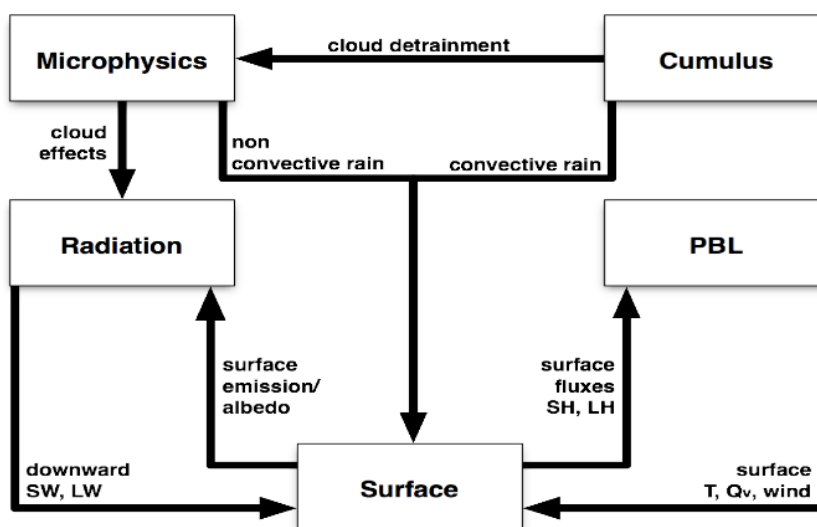 Microphysics
cloud detrainment
Cumulus
cloud
effects
non
convective rain
convective rain
Radiation
PBL
surface
emission/
albedo
surface
fluxes
SH, LH
downward
SW, LW
Surface
surface
T, Qv, wind